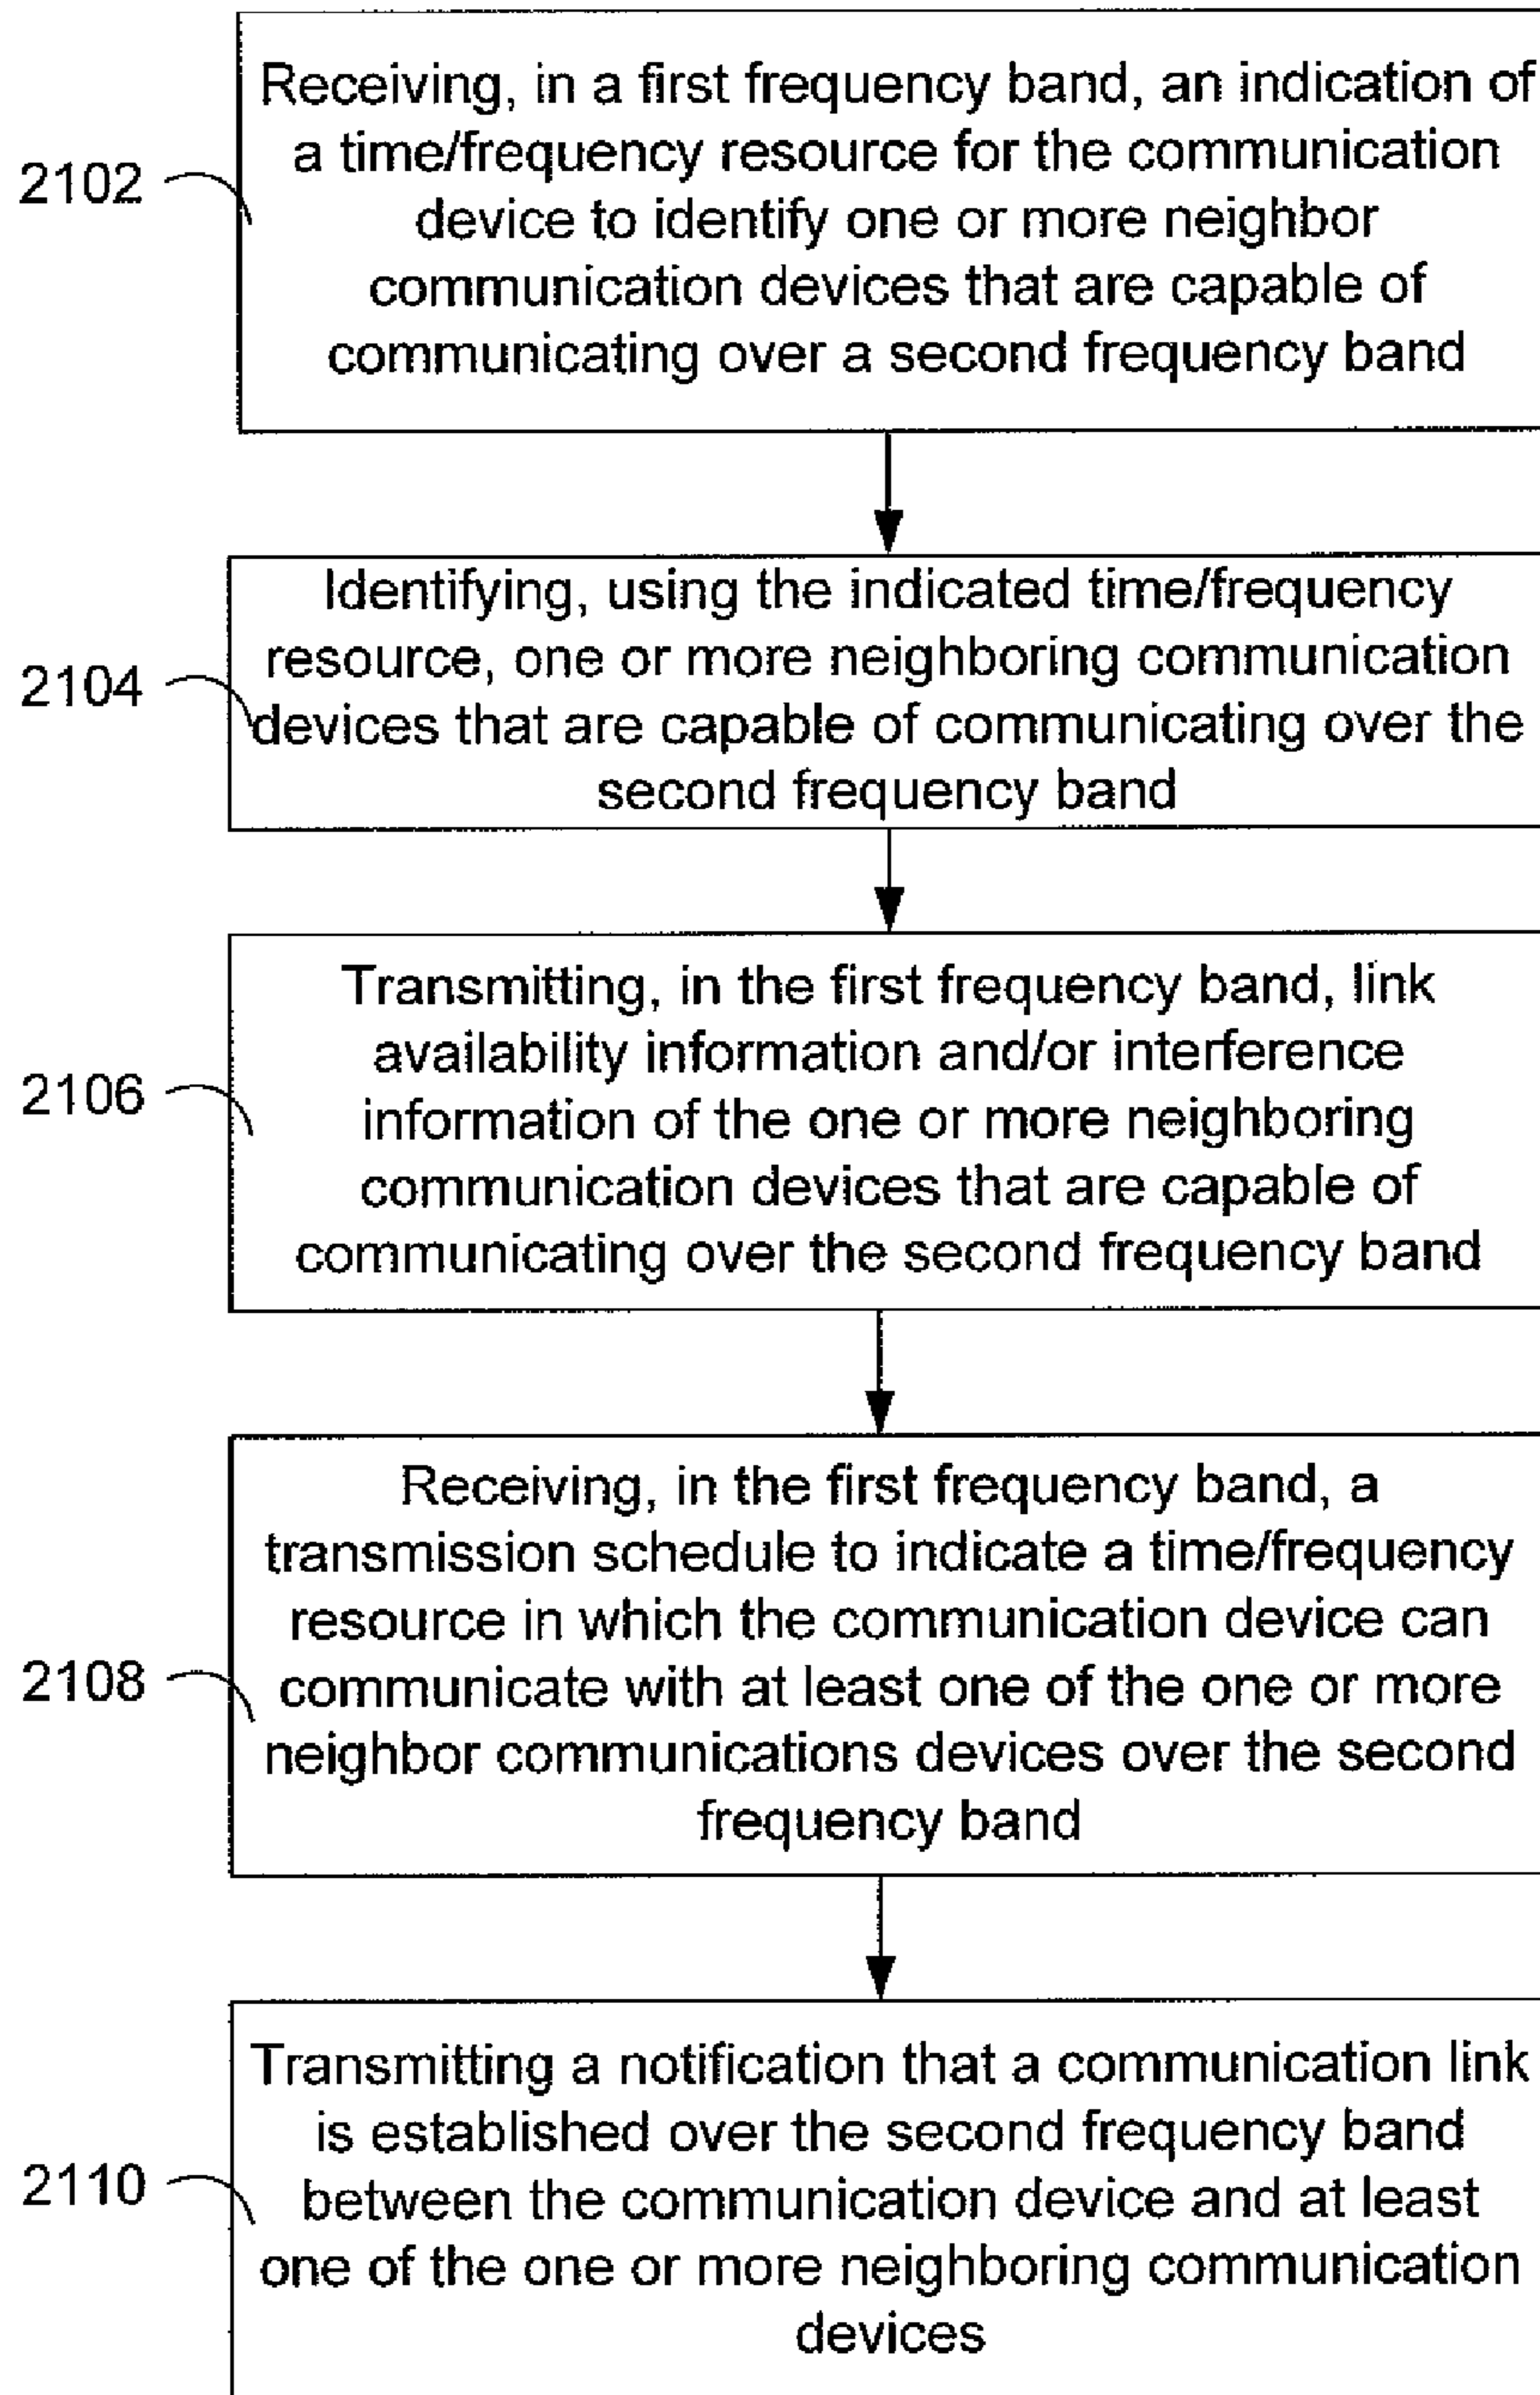 Receiving, in a first frequency band, an indication of
a time/frequency resource for the communication
2102
device to identify one or more neighbor
communication devices that are capable of
communicating over a second frequency band
Identifying, using the indicated time/frequency
resource, one or more neighboring communication
2104
devices that are capable of communicating over the
second frequency band
Transmitting, in the first frequency band, link
availability information and/or interference
2106
information of the one or more neighboring
communication devices that are capable of
communicating over the second frequency band
Receiving, in the first frequency band, a
transmission schedule to indicate a time/frequency
resource in which the communication device can
2108
communicate with at least one of the one or more
neighbor communications devices over the second
frequency band
Transmitting a notification that a communication link
is established over the second frequency band
2110
between the communication device and at least
one of the one or more neighboring communication
devices